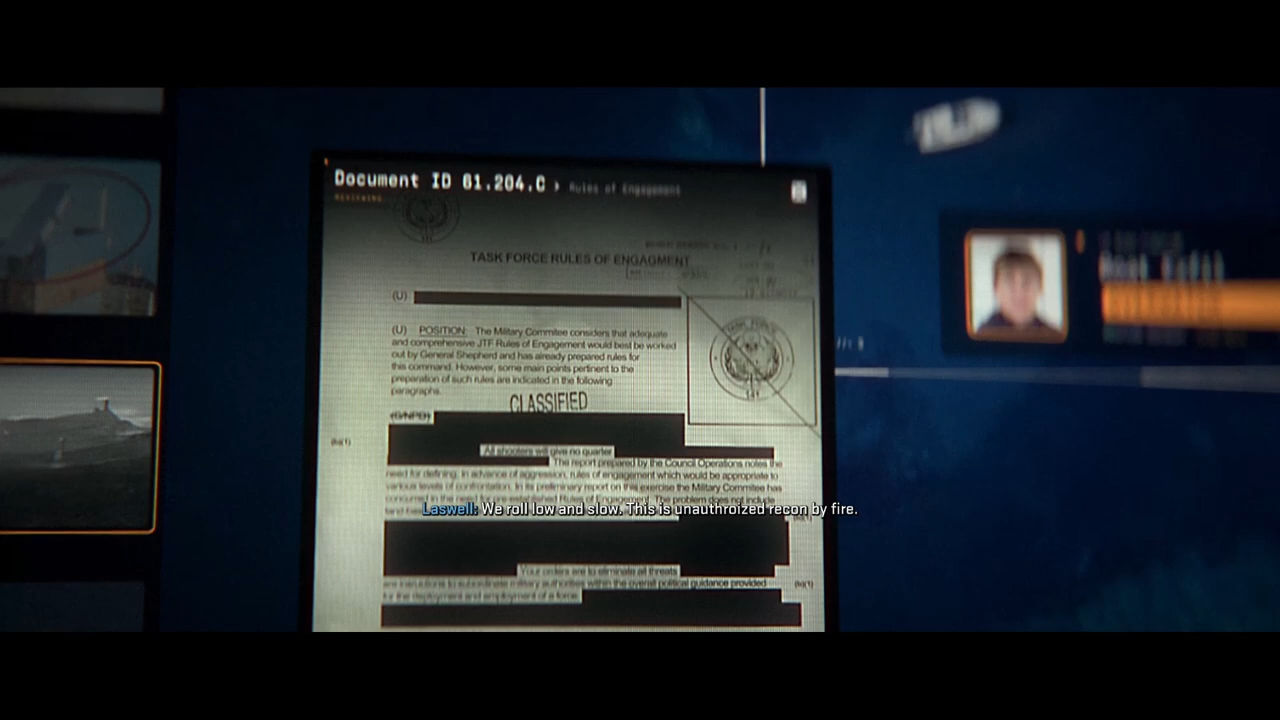 Document ID 61.204.C › Rules of Engagement
REVIEWING
TASK FORCE RULES OF ENGAGMENT
(U)
(U) POSITION: The Military Commitee considers that adequate
and comprehensive JTF Rules of Engagement would best be worked
out by General Shepherd and has already prepared rules for
this command. However, some main points pertinent to the
preparation of such rules are indicated in the following
paragraphs.
TASK FORCE
141
CLASSIFIED
(b)(1)
All shooters will give no quarter
The report prepared by the Council Operations notes the
need for defining, in advance of aggression, rules of engagement which would be appropriate to
various levels of confrontation. In its preliminary report on this exercise the Military Commitee has
concurred in the need for pre-established Rules of Engagement. The problem does not include
Laswell: We roll low and slow. This is unauthroized recon by fire.
(b)(1)
Your orders are to eliminate all threats
are instructions to subordinate military authorities within the overall political guidance provided
(b)(1)
for the deployment and employment of a force.